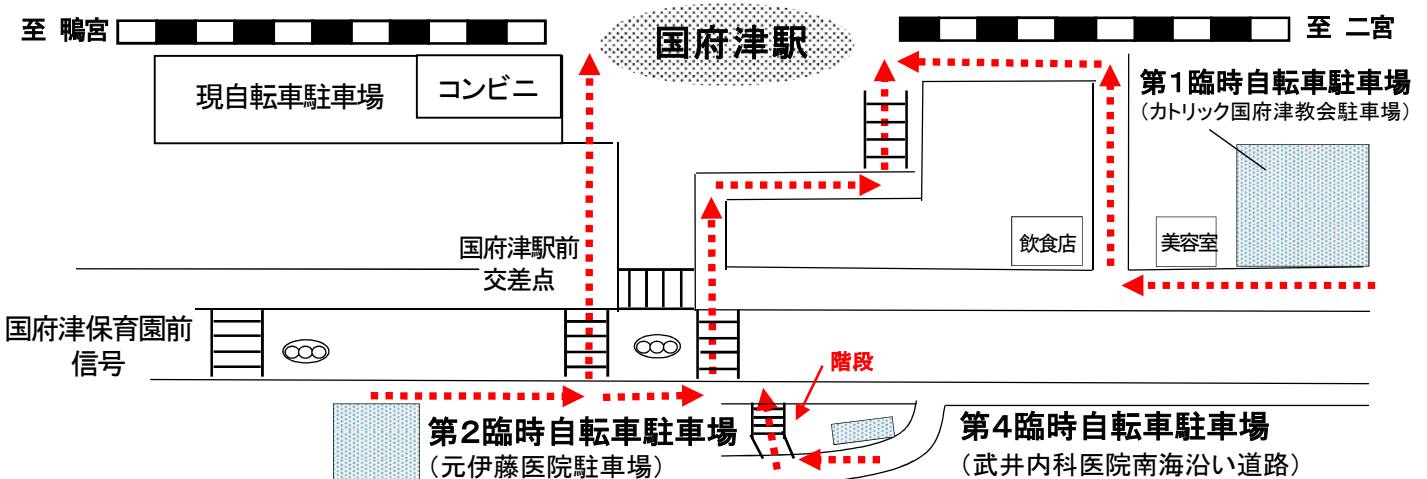 至 鴨宮
国府津駅
至 二宮
現自転車駐車場
コンビニ
第1臨時自転車駐車場
（カトリック国府津教会駐車場）
国府津駅前
交差点
飲食店
美容室
国府津保育園前
信号
階段
第2臨時自転車駐車場
（元伊藤医院駐車場）
第4臨時自転車駐車場
（武井内科医院南海沿い道路）